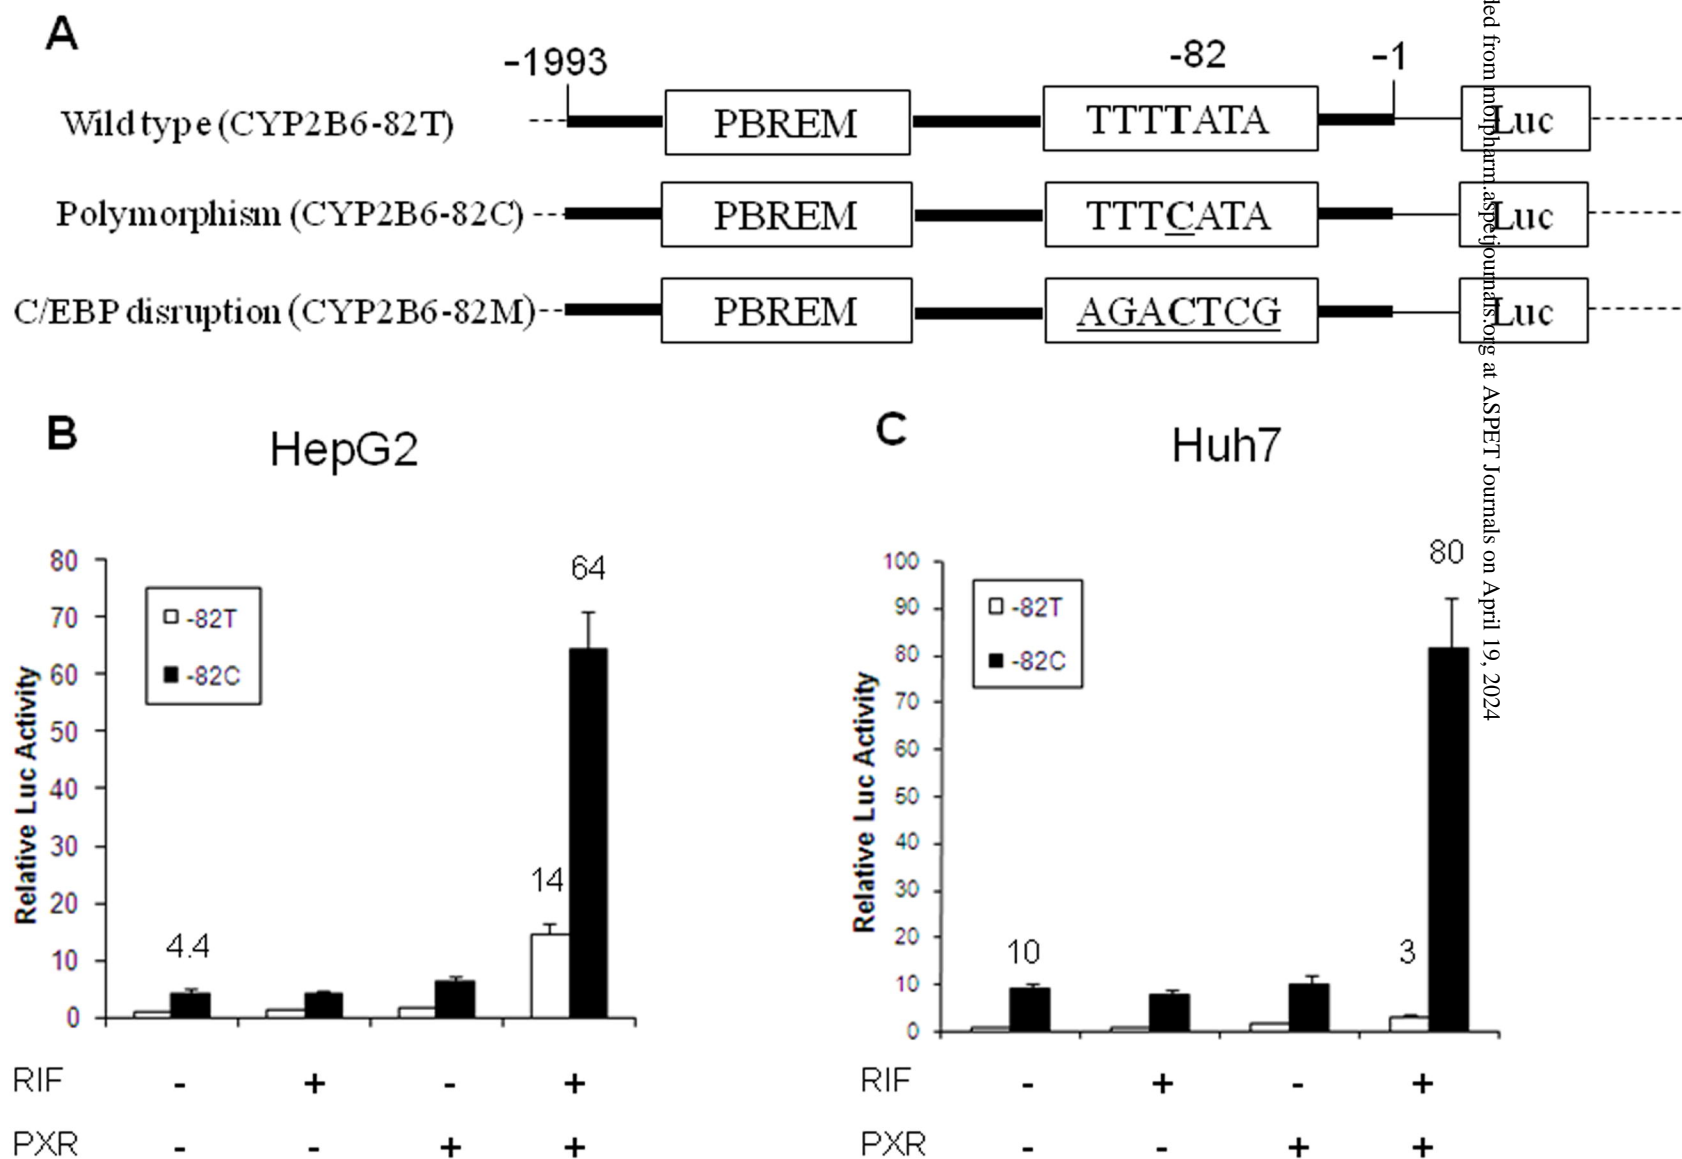 A
-1993 -82 -1
Wild type (CYP2B6-82T) PBREM TTTTATA Luc
Polymorphism (CYP2B6-82C) PBREM TTTCATA Luc
C/EBP disruption (CYP2B6-82M) PBREM AGACTCG Luc
ded from molpharm.aspetjournals.org at ASPET Journals on April 19, 2024
B
HepG2
Relative Luc Activity
80
70
60
50
40
30
20
10
0
-82T
-82C
4.4
14
64
RIF - + - +
PXR - - + +
C
Huh7
Relative Luc Activity
100
90
80
70
60
50
40
30
20
10
0
-82T
-82C
10
3
80
RIF - + - +
PXR - - + +